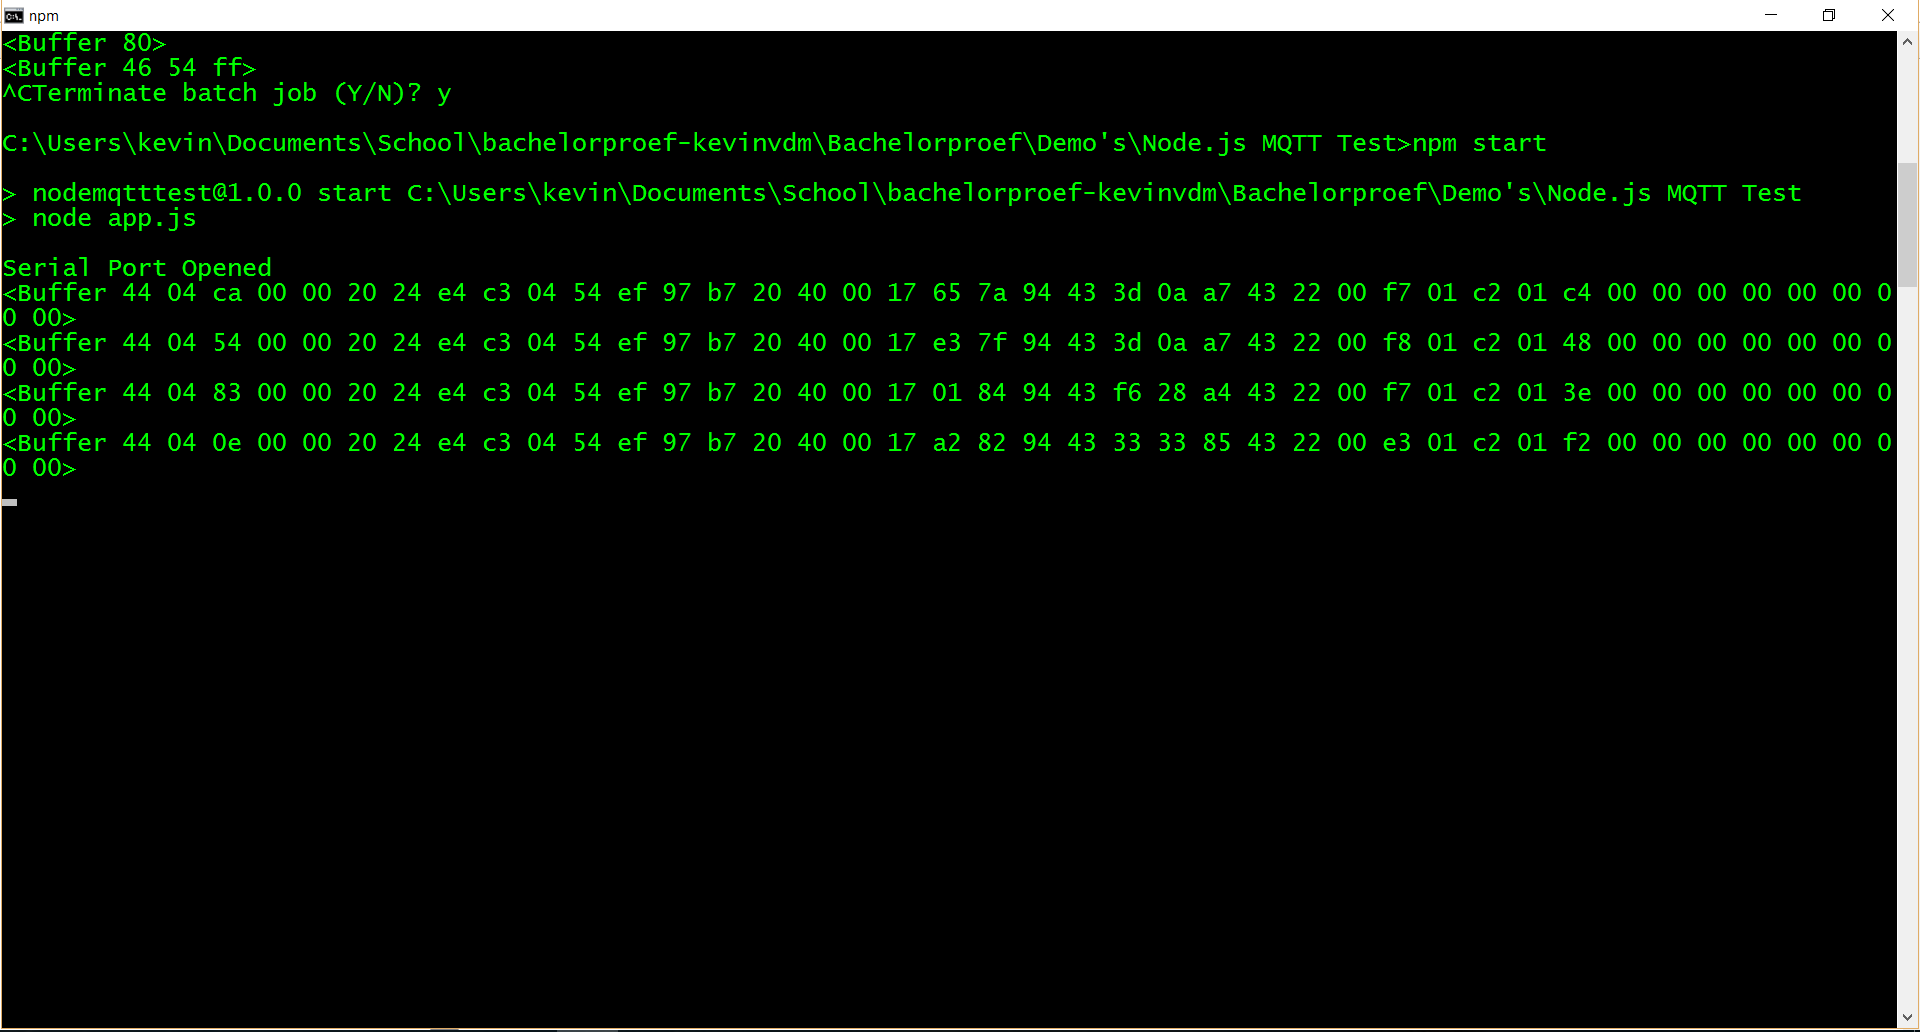 npm
<Buffer 80>
<Buffer 46 54 ff>
^CTerminate batch job (Y/N)? y
C:\Users\kevin\Documents\School\bachelorproef-kevinvdm\Bachelorproef\Demo's\Node.js MQTT Test>npm start
> nodemqtttest@1.0.0 start C:\Users\kevin\Documents\School\bachelorproef-kevinvdm\Bachelorproef\Demo's\Node.js MQTT Test
> node app.js
Serial Port Opened
<Buffer 44 04 ca 00 00 20 24 e4 c3 04 54 ef 97 b7 20 40 00 17 65 7a 94 43 3d 0a a7 43 22 00 f7 01 c2 01 c4 00 00 00 00 00 00 0
0 00>
<Buffer 44 04 54 00 00 20 24 e4 c3 04 54 ef 97 b7 20 40 00 17 e3 7f 94 43 3d 0a a7 43 22 00 f8 01 c2 01 48 00 00 00 00 00 00 0
0 00>
<Buffer 44 04 83 00 00 20 24 e4 c3 04 54 ef 97 b7 20 40 00 17 01 84 94 43 f6 28 a4 43 22 00 f7 01 c2 01 3e 00 00 00 00 00 00 0
0 00>
<Buffer 44 04 0e 00 00 20 24 e4 c3 04 54 ef 97 b7 20 40 00 17 a2 82 94 43 33 33 85 43 22 00 e3 01 c2 01 f2 00 00 00 00 00 00 0
0 00>